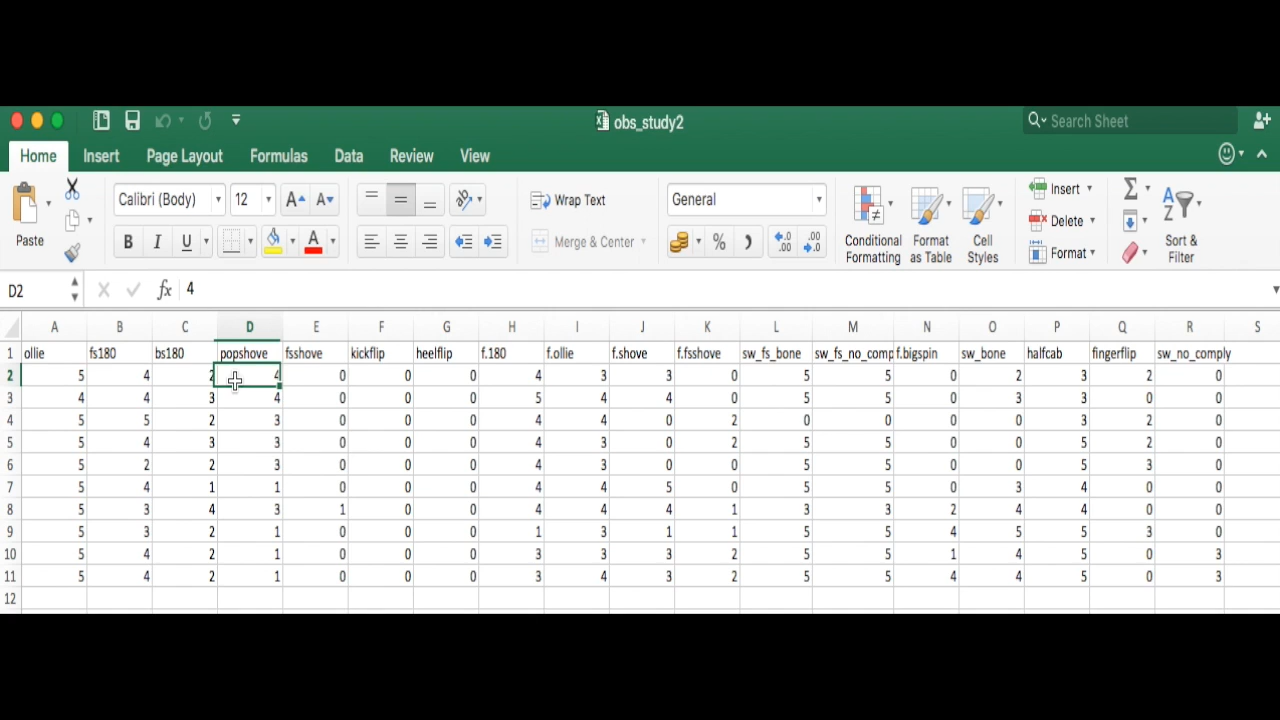 obs_study2
Search Sheet
Home Insert Page Layout Formulas Data Review View
Paste
Calibri (Body) 12 A A
B I U A
Wrap Text
Merge & Center
General
%
Conditional Formatting
Format as Table
Cell Styles
Insert
Delete
Format
Sort & Filter
D2 fx 4
A B C D E F G H I J K L M N O P Q R S
1 ollie fs180 bs180 popshove fsshove kickflip heelflip f.180 f.ollie f.shove f.fsshove sw_fs_bone sw_fs_no_comp f.bigspin sw_bone halfcab fingerflip sw_no_comply
2 5 4 2 4 0 0 0 4 3 3 0 5 5 0 2 3 2 0
3 4 4 3 4 0 0 0 5 4 4 0 5 5 0 3 3 0 0
4 5 5 2 3 0 0 0 4 4 0 2 0 0 0 0 3 2 0
5 5 4 3 3 0 0 0 4 3 0 2 5 5 0 0 5 2 0
6 5 2 2 3 0 0 0 4 3 0 0 5 5 0 0 5 3 0
7 5 4 1 1 0 0 0 4 4 5 0 5 5 0 3 4 0 0
8 5 3 4 3 1 0 0 4 4 4 1 3 3 2 4 4 0 0
9 5 3 2 1 0 0 0 1 3 1 1 5 5 4 5 5 3 0
10 5 4 2 1 0 0 0 3 3 3 2 5 5 1 4 5 0 3
11 5 4 2 1 0 0 0 3 4 3 2 5 5 4 4 5 0 3
12